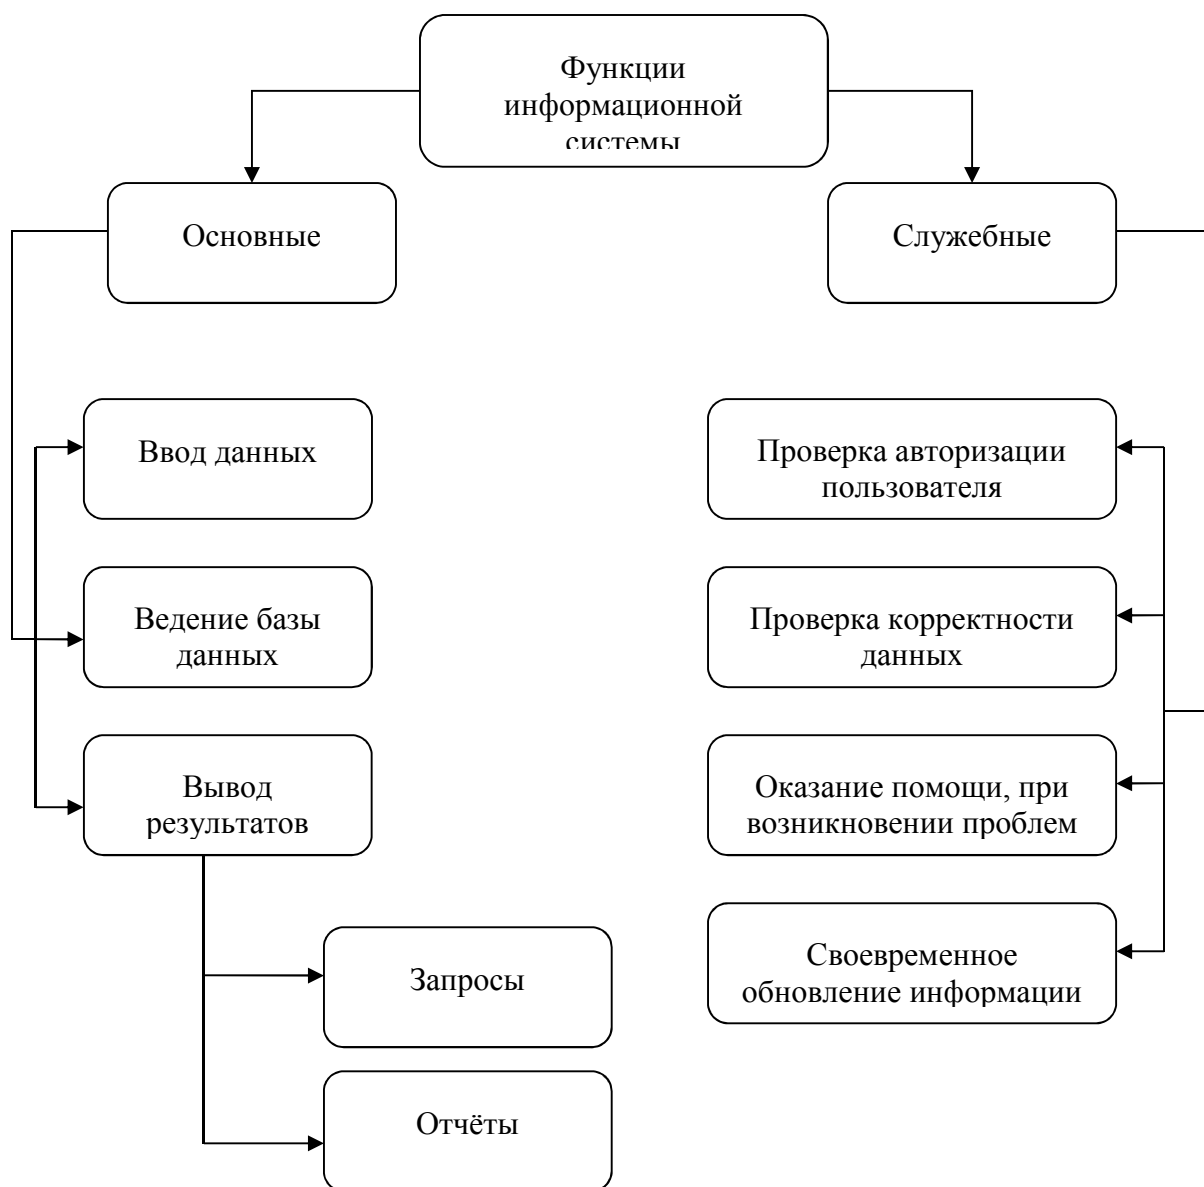 Функции
информационной
системы
Основные
Служебные
Ввод данных
Ведение базы
данных
Вывод
результатов
Запросы
Отчёты
Проверка авторизации
пользователя
Проверка корректности
данных
Оказание помощи, при
возникновении проблем
Своевременное
обновление информации